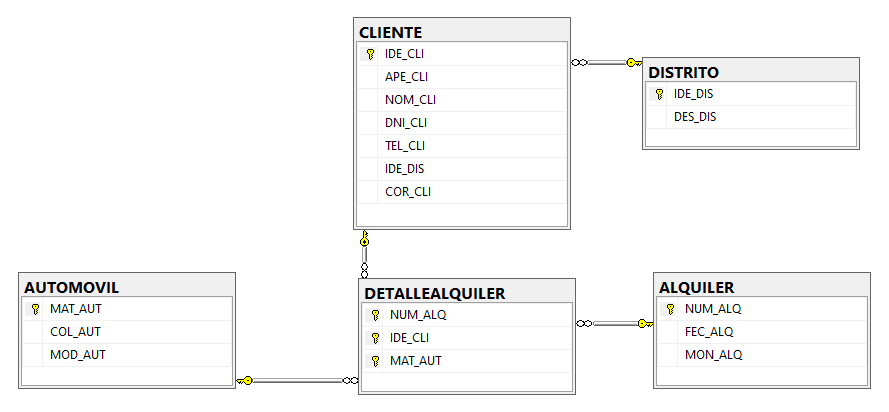 CLIENTE
IDE_CLI
APE_CLI
NOM_CLI
DNI_CLI
TEL_CLI
IDE_DIS
COR_CLI
DISTRITO
IDE_DIS
DES_DIS
AUTOMOVIL
MAT_AUT
COL_AUT
MOD_AUT
DETALLEALQUILER
NUM_ALQ
IDE_CLI
MAT_AUT
ALQUILER
NUM_ALQ
FEC_ALQ
MON_ALQ